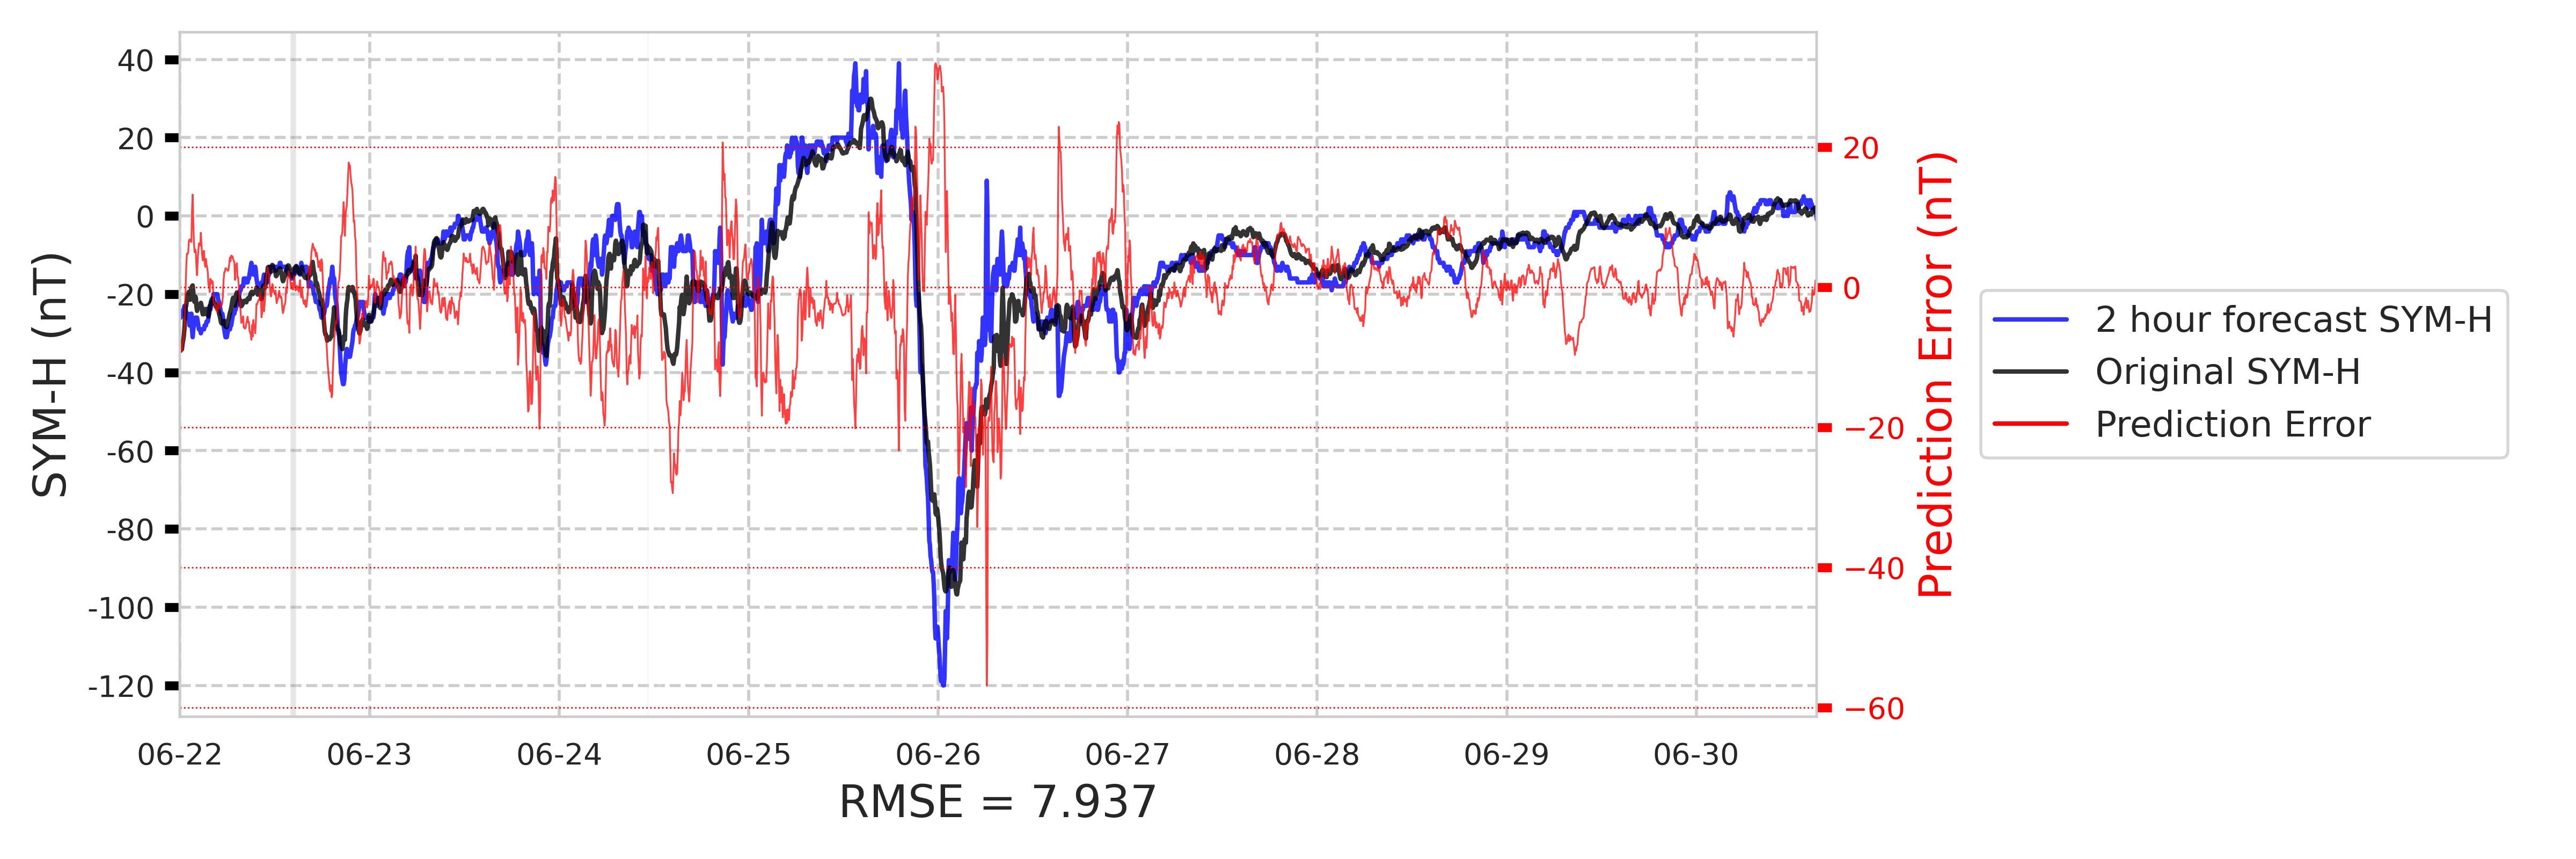 SYM-H (nT)
40
20
0
-20
-40
-60
-80
-100
-120
06-22 06-23 06-24 06-25 06-26 06-27 06-28 06-29 06-30
RMSE = 7.937
20
0
−20
−40
−60
Prediction Error (nT)
2 hour forecast SYM-H
Original SYM-H
Prediction Error